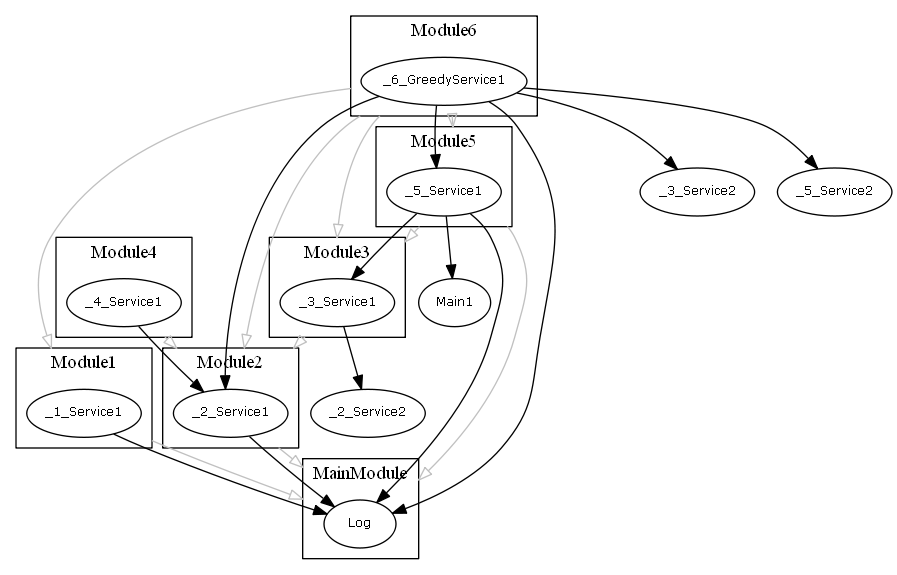 Module6
_6_GreedyService1
Module5
_5_Service1
_3_Service2
_5_Service2
Module4
_4_Service1
Module3
_3_Service1
Main1
Module1
_1_Service1
Module2
_2_Service1
_2_Service2
MainModule
Log